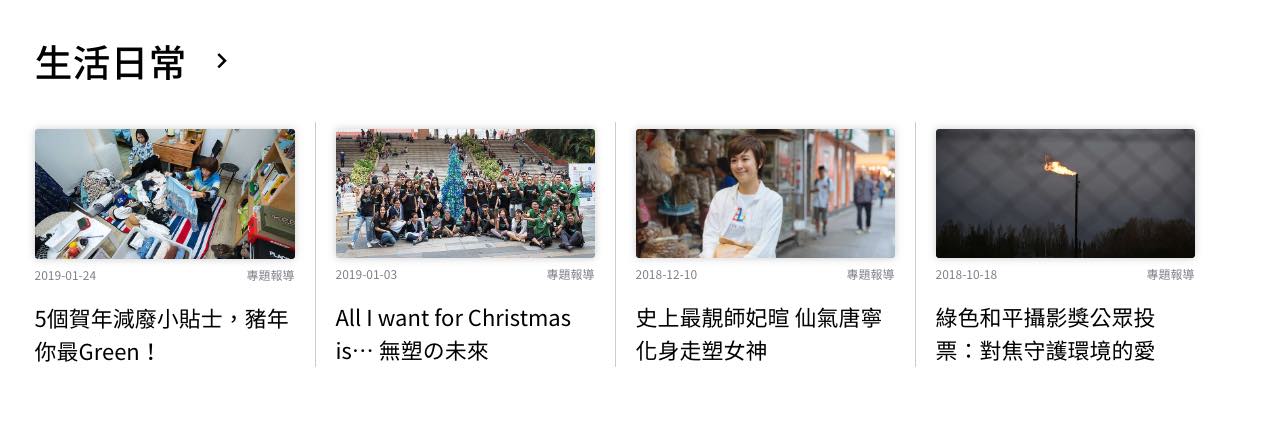 生活日常
2019-01-24 專題報導
5個賀年減廢小貼士，豬年
你最Green！
2019-01-03 專題報導
All I want for Christmas
is… 無塑の未來
2018-12-10 專題報導
史上最靚師妃暄 仙氣唐寧
化身走塑女神
2018-10-18 專題報導
綠色和平攝影獎公眾投
票：對焦守護環境的愛